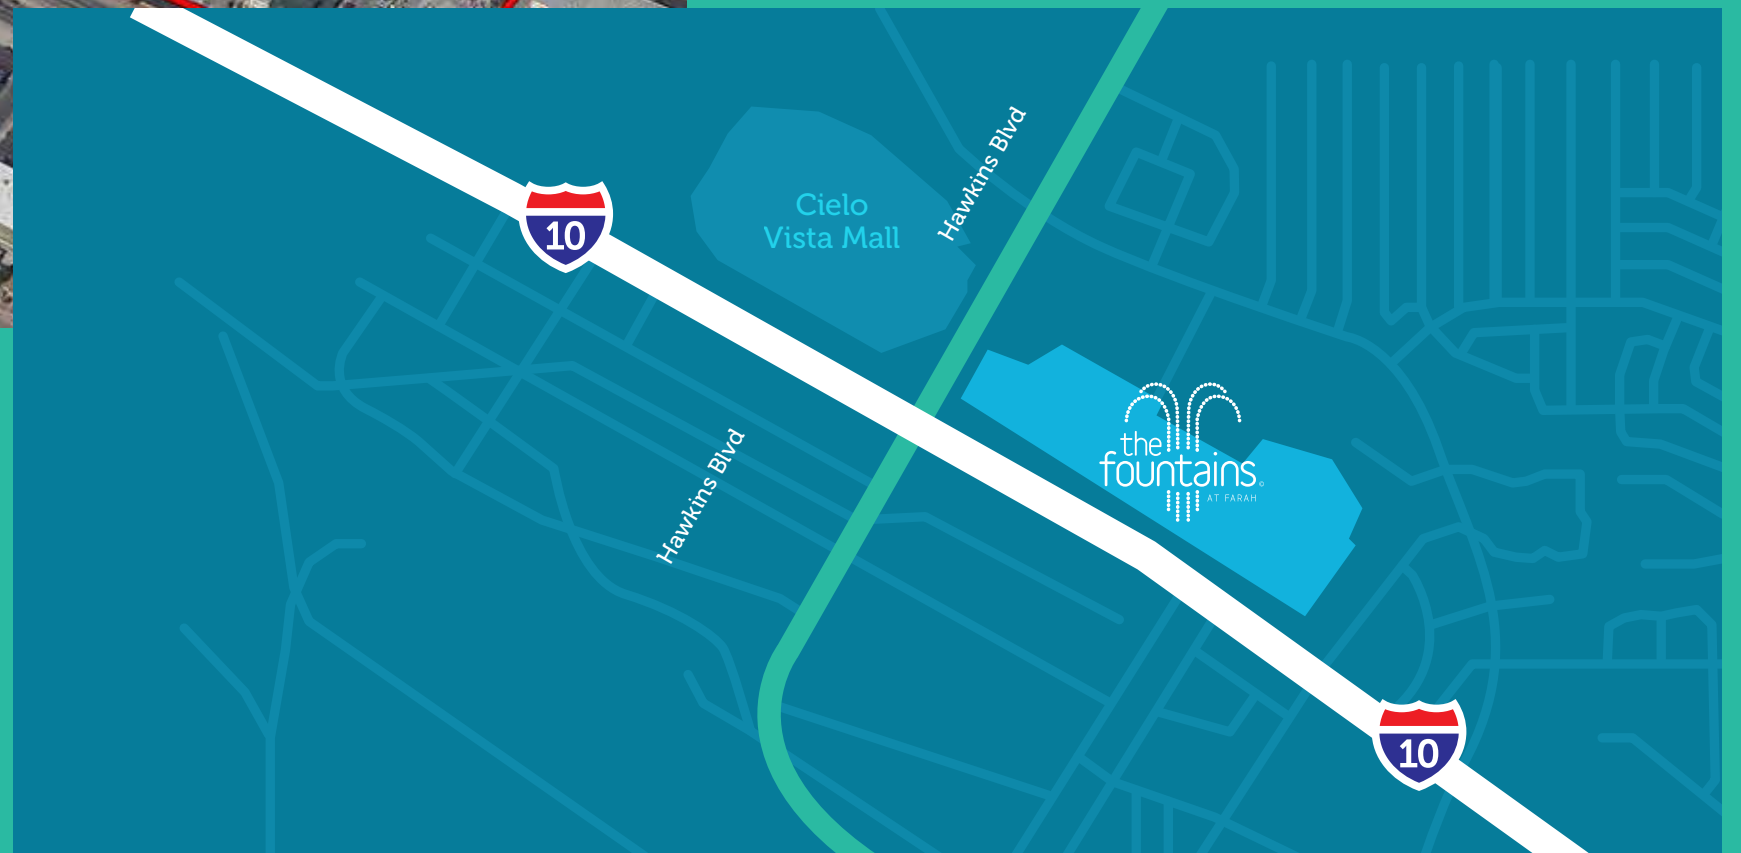 Hawkins Blvd
Cielo
Vista Mall
10
the
fountains
AT FARAH
Hawkins Blvd
10